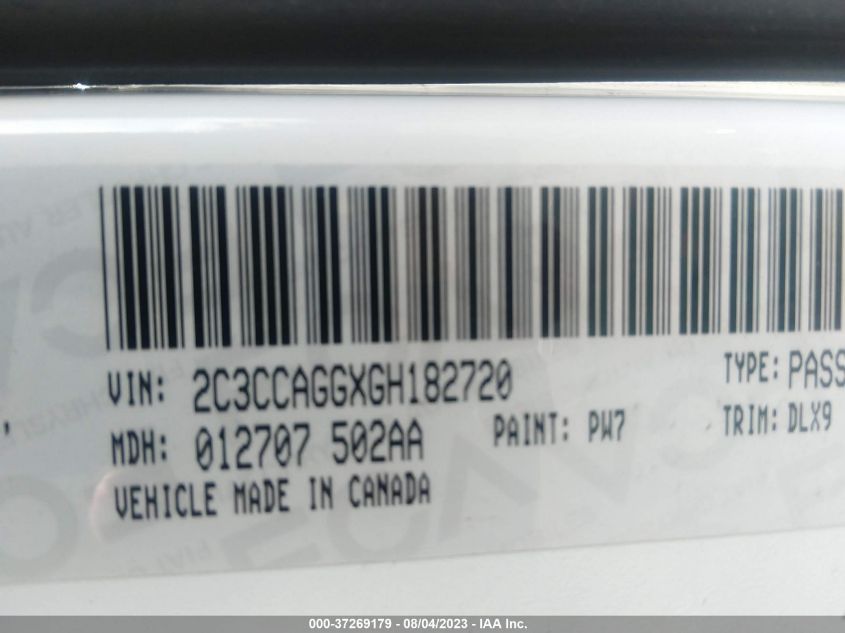 VIN: 2C3CCAGGXGH182720
TYPE: PASS
MDH: 012707 502AA
PAINT: PW7
TRIM: DLX9
VEHICLE MADE IN CANADA
000-37269179 - 08/04/2023 - IAA Inc.